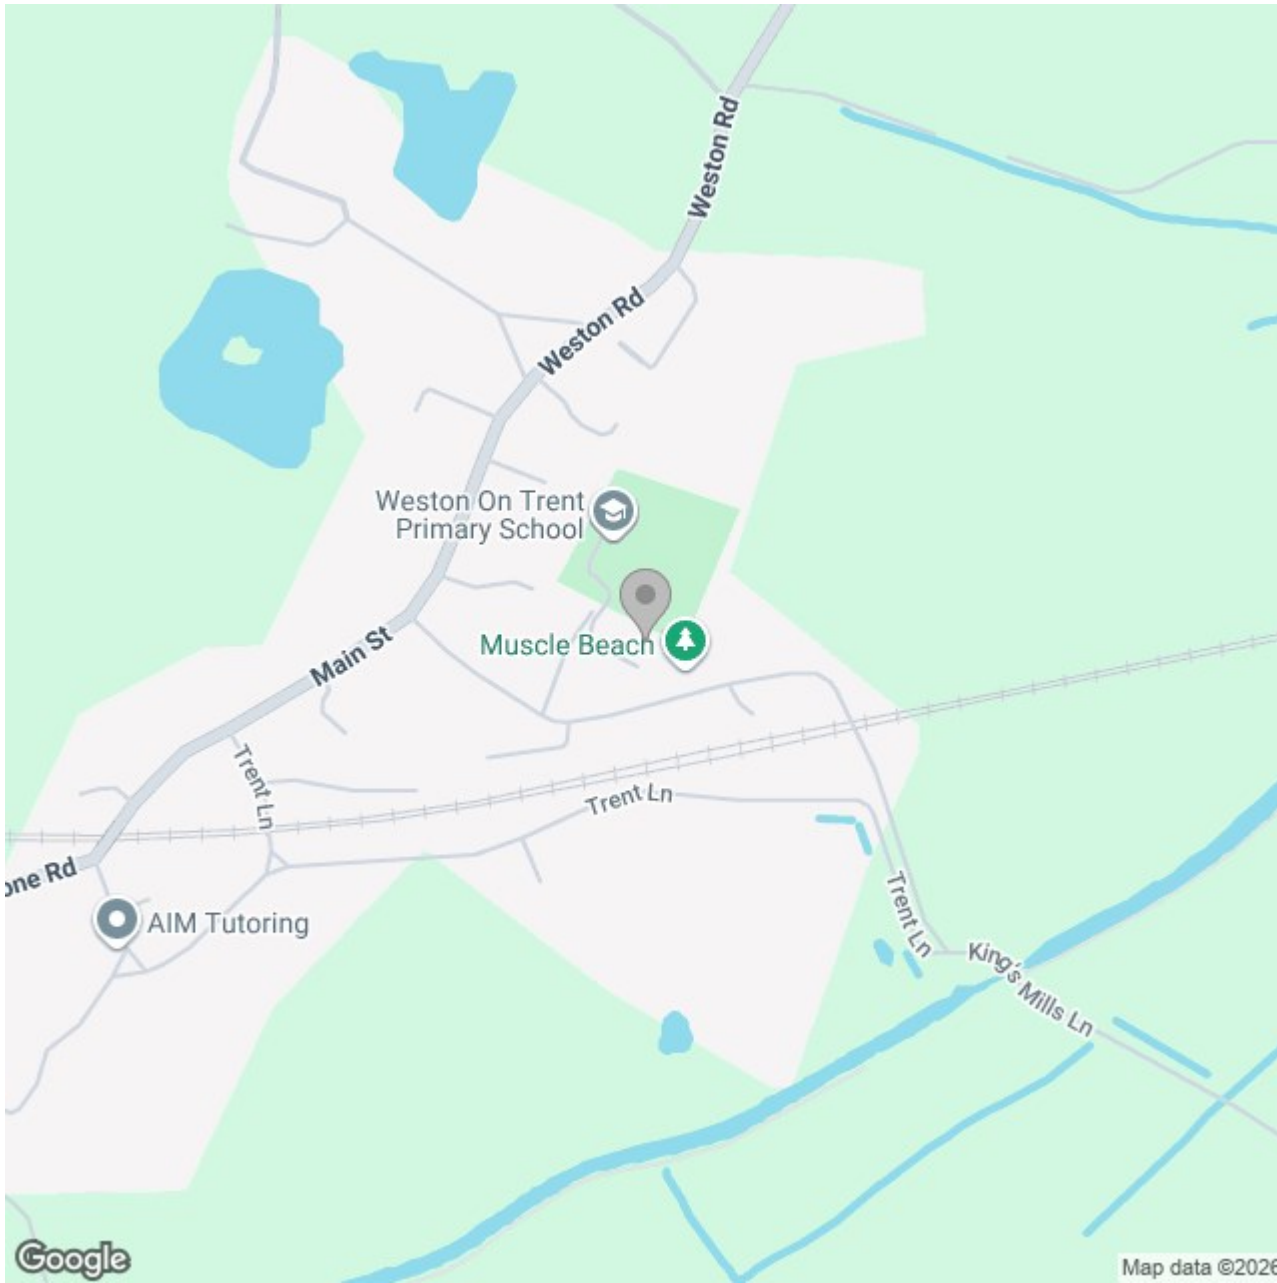 Weston Rd
Weston Rd
Weston On Trent
Primary School
Muscle Beach
Main St
Trent Ln
Trent Ln
one Rd
AIM Tutoring
Trent Ln
King's Mills Ln
Google
Map data ©2026